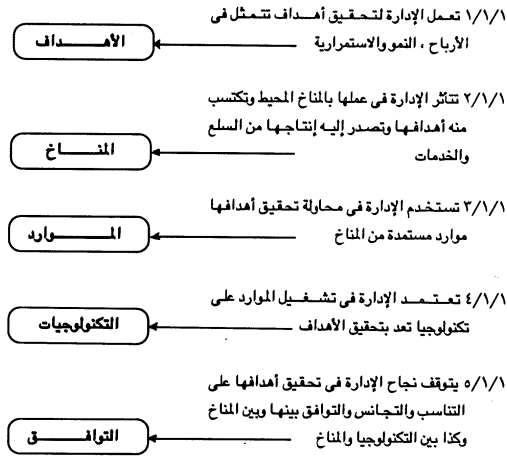 ١/١/١ تعمل الإدارة لتحقيق أهداف تتمثل فى
الأرباح ، النمو والاستمرارية
الأهداف
٢/١/١ تتأثر الإدارة فى عملها بالمناخ المحيط وتكتسب
منه أهدافها وتصدر إليه إنتاجها من السلع
والخدمات
المناخ
٣/١/١ تستخدم الإدارة فى محاولة تحقيق أهدافها
موارد مستمدة من المناخ
الموارد
٤/١/١ تعتمد الإدارة فى تشغيل الموارد على
تكنولوجيا تعد بتحقيق الأهداف
التكنولوجيات
٥/١/١ يتوقف نجاح الإدارة فى تحقيق أهدافها على
التناسب والتجانس والتوافق بينها وبين المناخ
وكذا بين التكنولوجيا والمناخ
التوافق